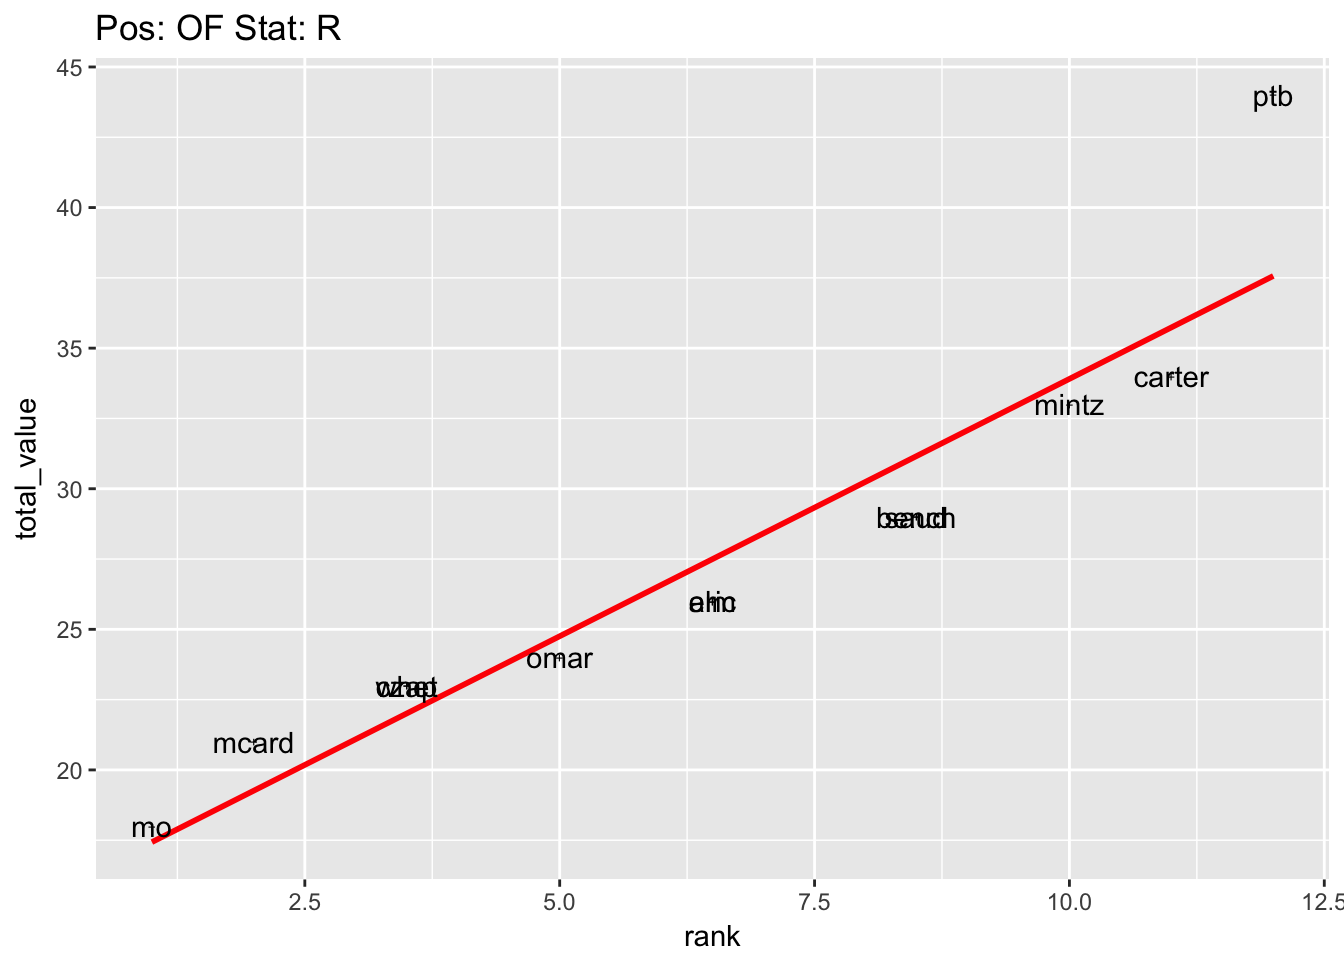 Pos: OF Stat: R
45
ptb
40
35
carter
mintz
30
total_value
25
omar
mcard
20
mo
2.5 5.0 7.5 10.0 12.5
rank